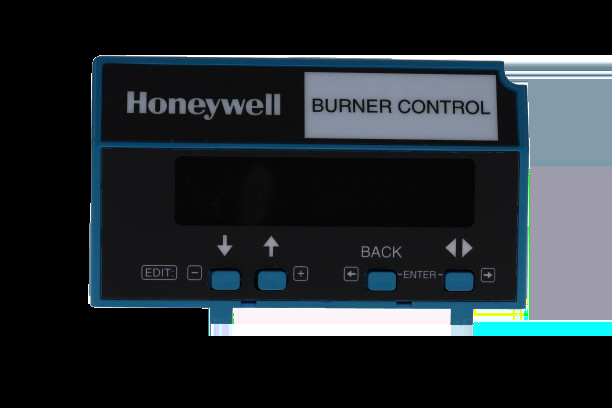 Honeywell
BURNER CONTROL
BACK
EDIT: − + ← ENTER →